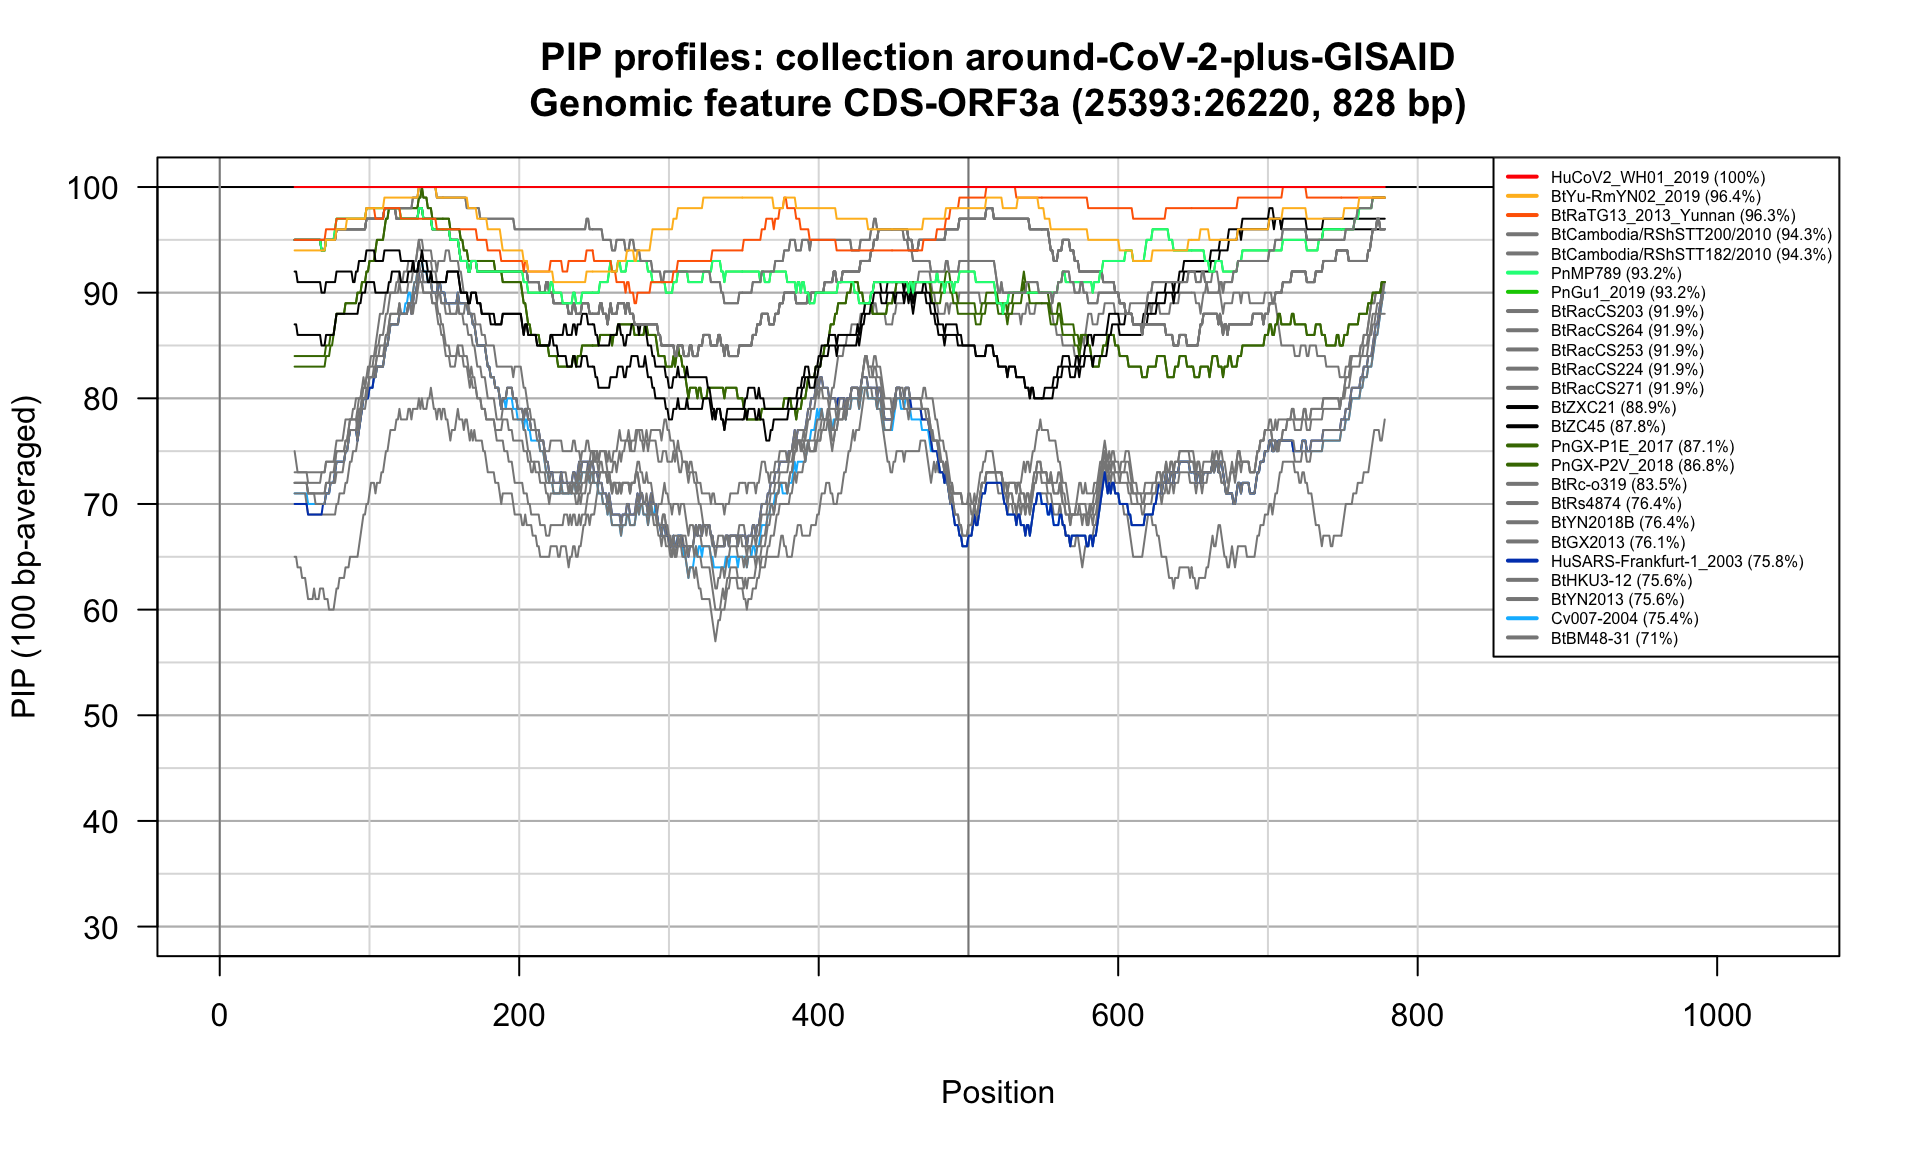 PIP profiles: collection around-CoV-2-plus-GISAID
Genomic feature CDS-ORF3a (25393:26220, 828 bp)
PIP (100 bp-averaged)
100
90
80
70
60
50
40
30
0
200
400
600
800
1000
Position
HuCoV2_WH01_2019 (100%)
BtYu-RmYN02_2019 (96.4%)
BtRaTG13_2013_Yunnan (96.3%)
BtCambodia/RShSTT200/2010 (94.3%)
BtCambodia/RShSTT182/2010 (94.3%)
PnMP789 (93.2%)
PnGu1_2019 (93.2%)
BtRacCS203 (91.9%)
BtRacCS264 (91.9%)
BtRacCS253 (91.9%)
BtRacCS224 (91.9%)
BtRacCS271 (91.9%)
BtZXC21 (88.9%)
BtZC45 (87.8%)
PnGX-P1E_2017 (87.1%)
PnGX-P2V_2018 (86.8%)
BtRc-o319 (83.5%)
BtRs4874 (76.4%)
BtYN2018B (76.4%)
BtGX2013 (76.1%)
HuSARS-Frankfurt-1_2003 (75.8%)
BtHKU3-12 (75.6%)
BtYN2013 (75.6%)
Cv007-2004 (75.4%)
BtBM48-31 (71%)